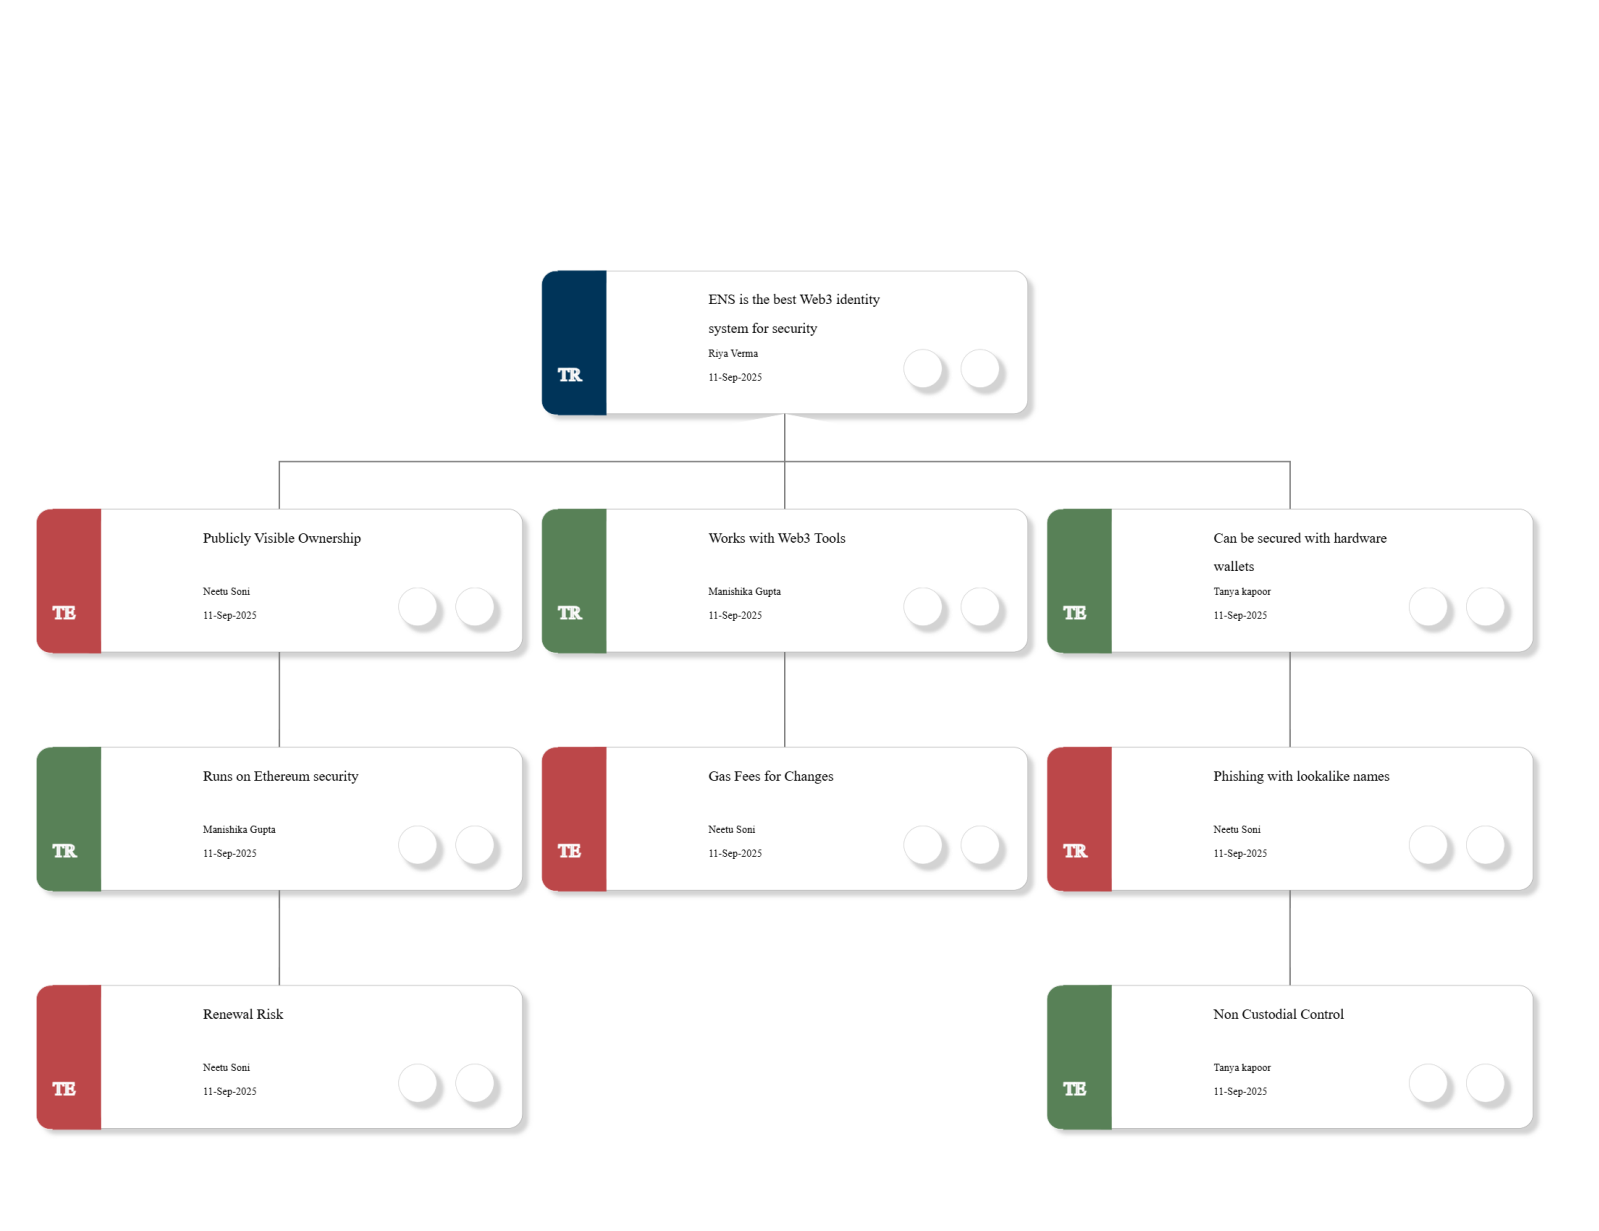 ENS is the best Web3 identity
system for security
Riya Verma
11-Sep-2025
TR
Publicly Visible Ownership
Neetu Soni
11-Sep-2025
TE
Works with Web3 Tools
Manishika Gupta
11-Sep-2025
TR
Can be secured with hardware
wallets
Tanya kapoor
11-Sep-2025
TE
Runs on Ethereum security
Manishika Gupta
11-Sep-2025
TR
Gas Fees for Changes
Neetu Soni
11-Sep-2025
TE
Phishing with lookalike names
Neetu Soni
11-Sep-2025
TR
Renewal Risk
Neetu Soni
11-Sep-2025
TE
Non Custodial Control
Tanya kapoor
11-Sep-2025
TE